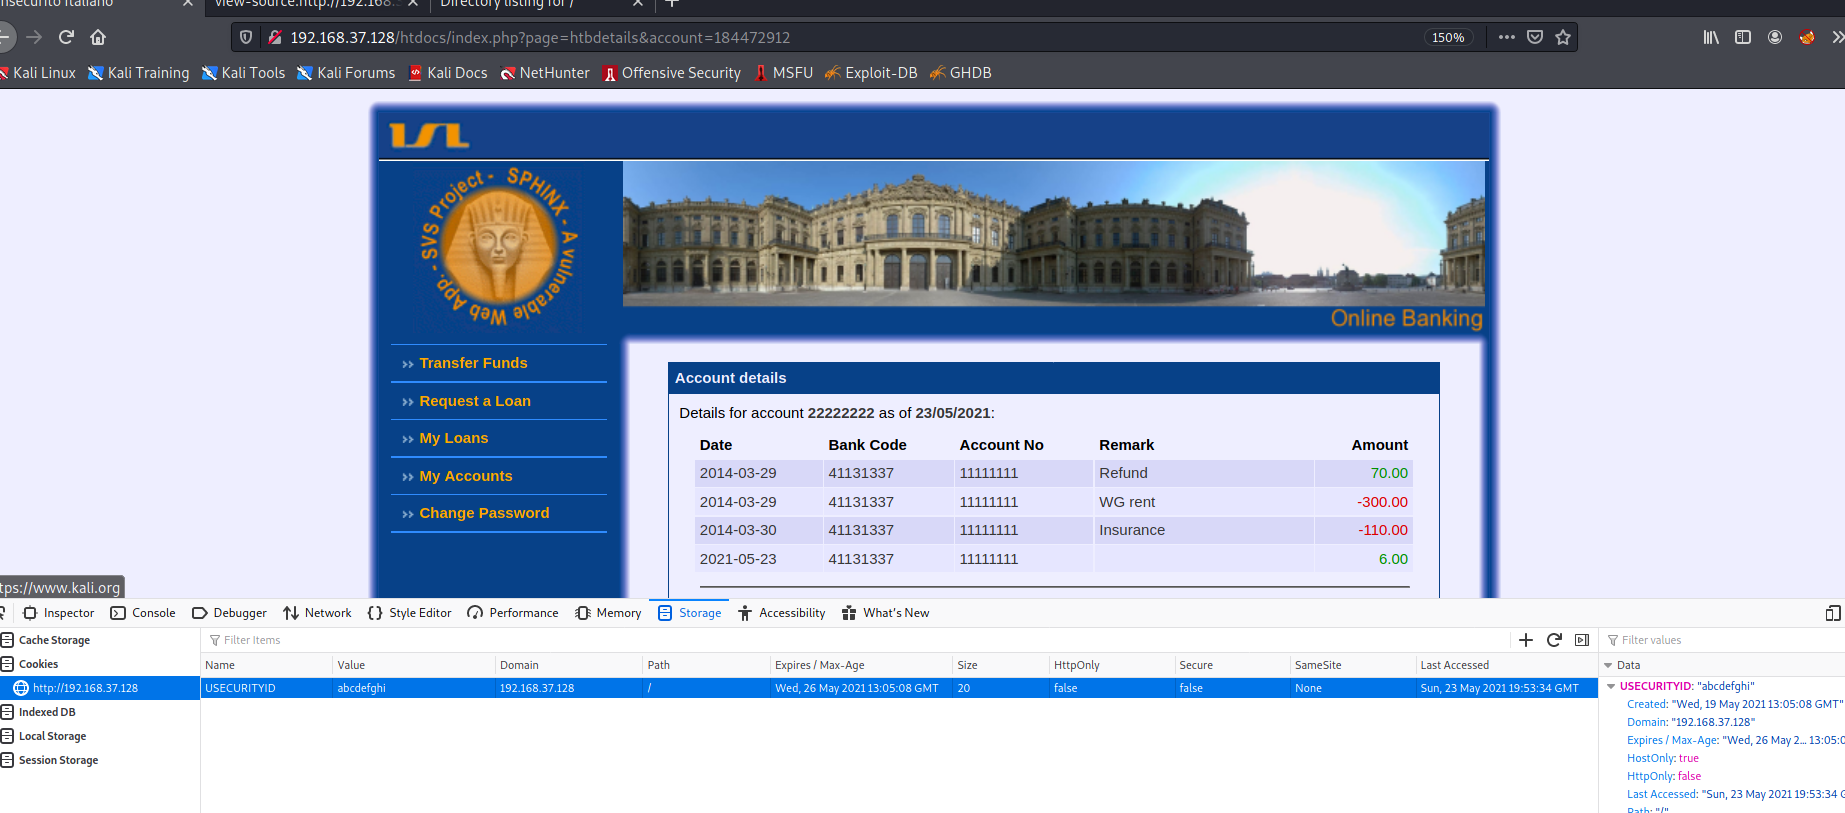 nsecurito Italiano
view-source:http://192.168.3
Directory listing for /
192.168.37.128/htdocs/index.php?page=htbdetails&account=184472912
150%
Kali Linux Kali Training Kali Tools Kali Forums Kali Docs NetHunter Offensive Security MSFU Exploit-DB GHDB
ISL
SVS Project - SPHINX - A vulnerable Web App. -
Online Banking
Transfer Funds
Request a Loan
My Loans
My Accounts
Change Password
Account details
Details for account 22222222 as of 23/05/2021:
Date Bank Code Account No Remark Amount
2014-03-29 41131337 11111111 Refund 70.00
2014-03-29 41131337 11111111 WG rent -300.00
2014-03-30 41131337 11111111 Insurance -110.00
2021-05-23 41131337 11111111 6.00
tps://www.kali.org
Inspector Console Debugger Network Style Editor Performance Memory Storage Accessibility What's New
Cache Storage
Cookies
http://192.168.37.128
Indexed DB
Local Storage
Session Storage
Filter Items
Name Value Domain Path Expires / Max-Age Size HttpOnly Secure SameSite Last Accessed
USECURITYID abcdefghi 192.168.37.128 / Wed, 26 May 2021 13:05:08 GMT 20 false false None Sun, 23 May 2021 19:53:34 GMT
Filter values
Data
USECURITYID: "abcdefghi"
Created: "Wed, 19 May 2021 13:05:08 GMT"
Domain: "192.168.37.128"
Expires / Max-Age: "Wed, 26 May 2... 13:05:0
HostOnly: true
HttpOnly: false
Last Accessed: "Sun, 23 May 2021 19:53:34 G
Path: "/"